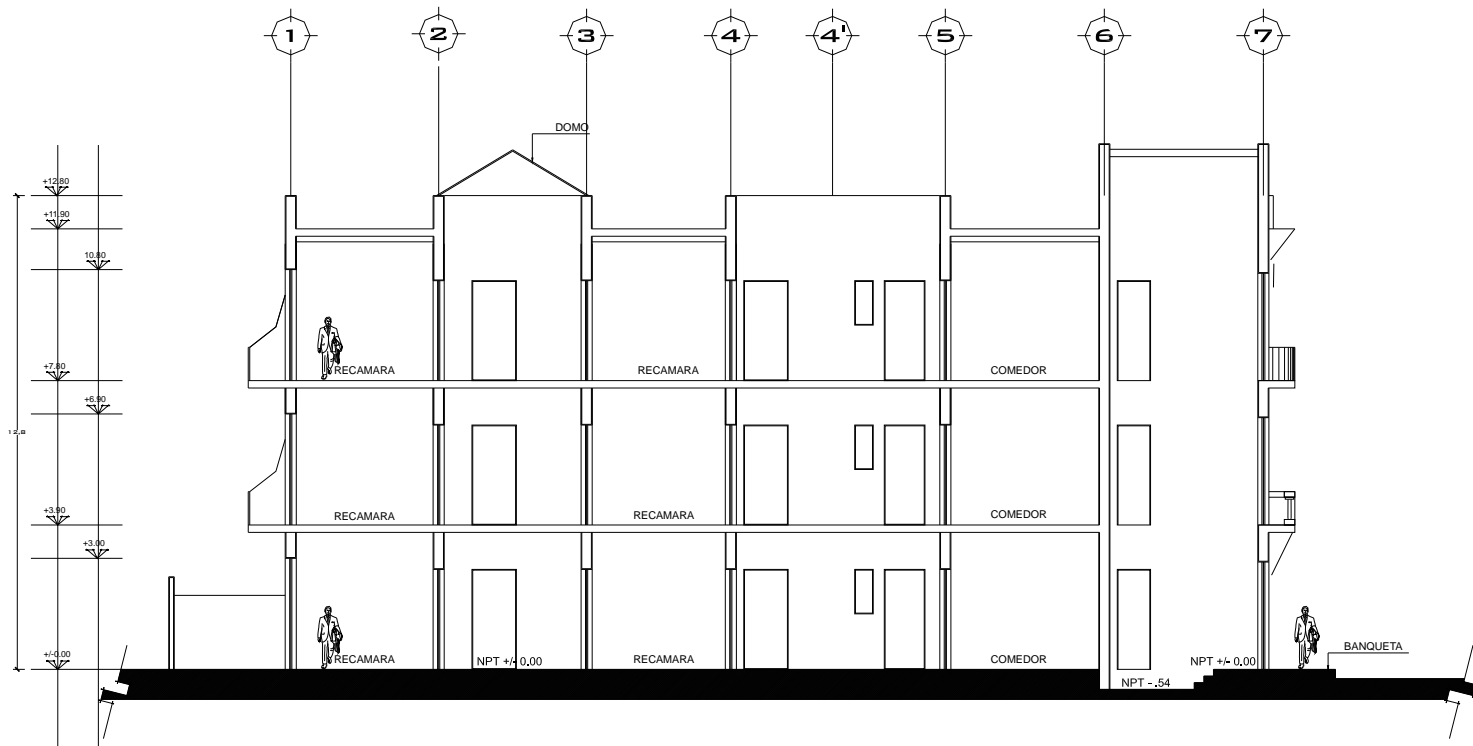 1 2 3 4 4' 5 6 7
DOMO
+12.80
+11.90
10.80
+7.80
RECAMARA RECAMARA COMEDOR
+6.90
12.8
+3.90
RECAMARA RECAMARA COMEDOR
+3.00
+/-0.00
RECAMARA NPT +/- 0.00 RECAMARA COMEDOR NPT +/- 0.00 BANQUETA
NPT - .54